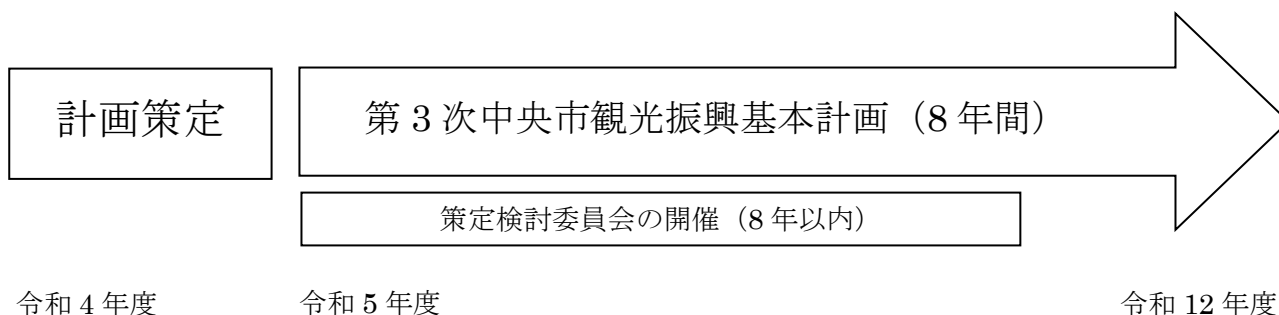 計画策定
第 3 次中央市観光振興基本計画（8 年間）
策定検討委員会の開催（8 年以内）
令和 4 年度
令和 5 年度
令和 12 年度